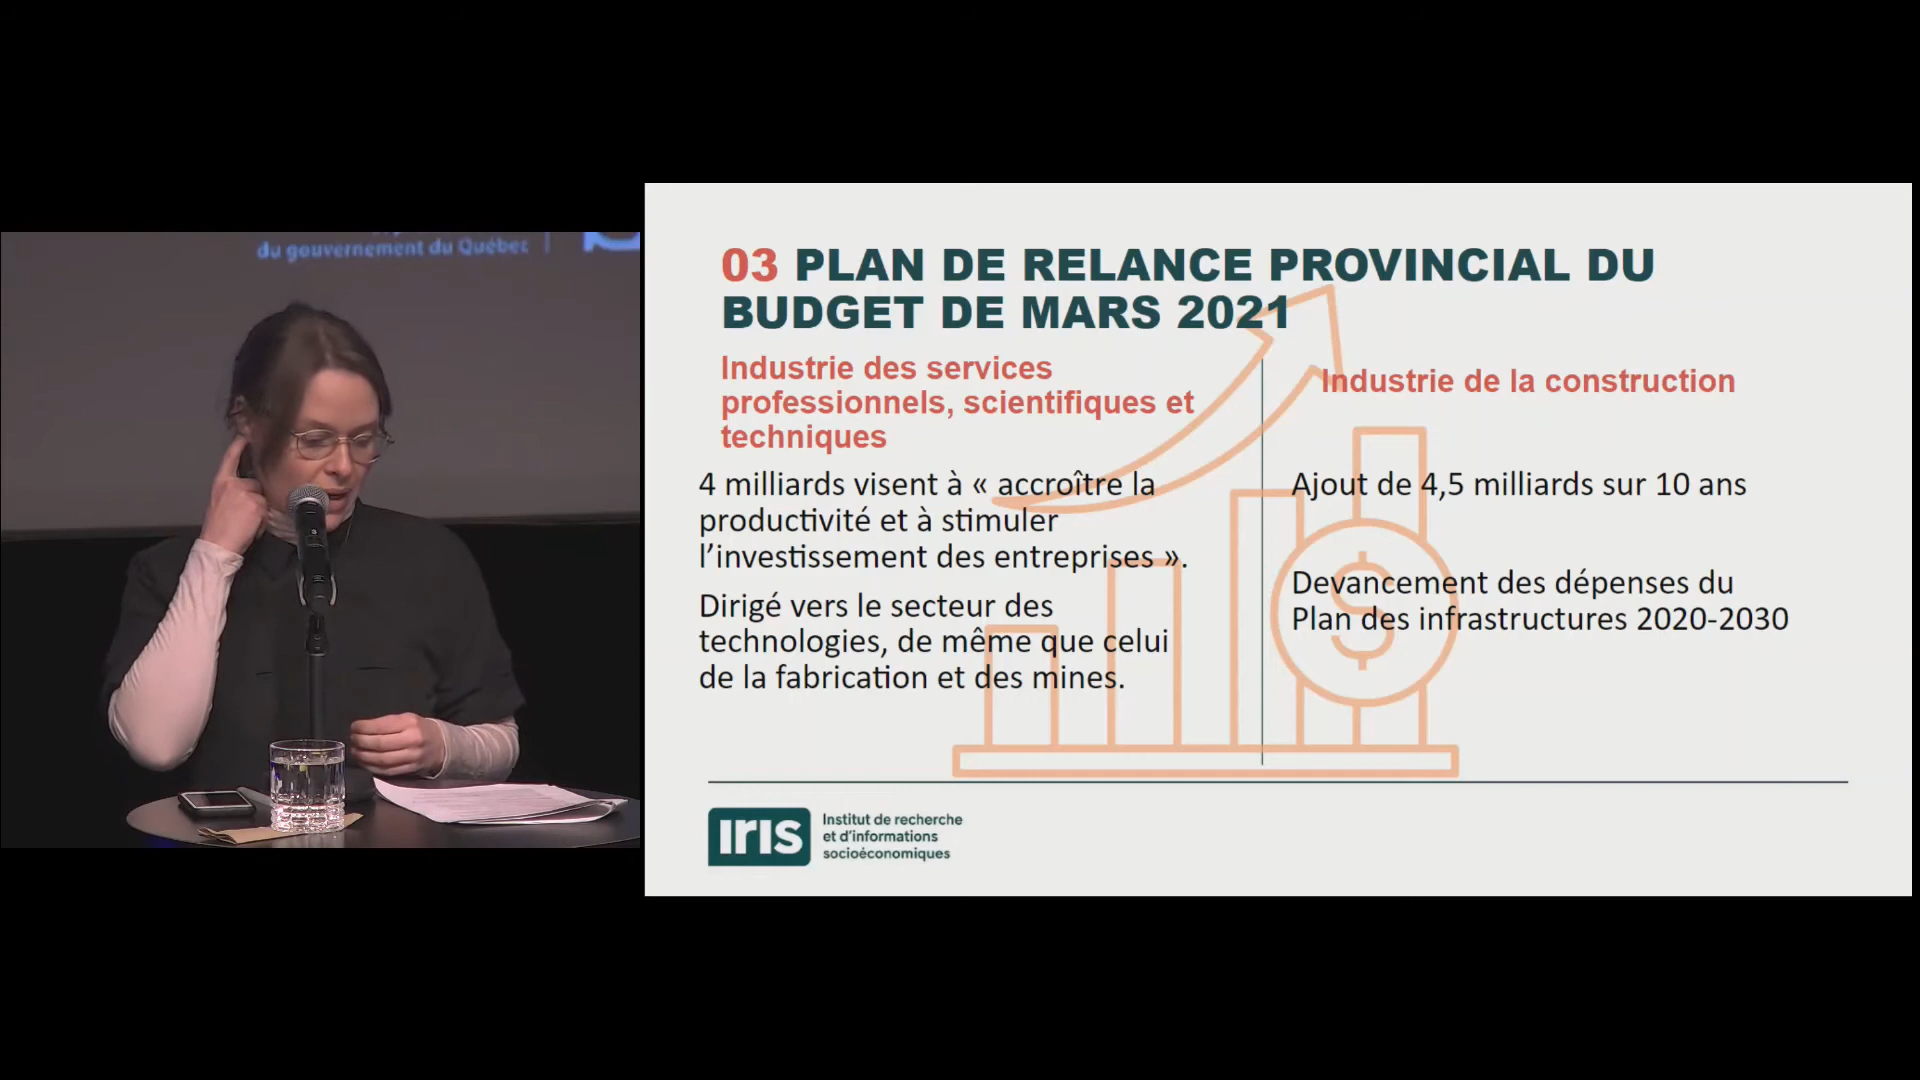 du gouvernement du Québec
03 PLAN DE RELANCE PROVINCIAL DU
BUDGET DE MARS 2021
Industrie des services
professionnels, scientifiques et
techniques
4 milliards visent à « accroître la
productivité et à stimuler
l’investissement des entreprises ».
Dirigé vers le secteur des
technologies, de même que celui
de la fabrication et des mines.
Industrie de la construction
Ajout de 4,5 milliards sur 10 ans
Devancement des dépenses du
Plan des infrastructures 2020-2030
IRIS
Institut de recherche
et d’informations
socioéconomiques